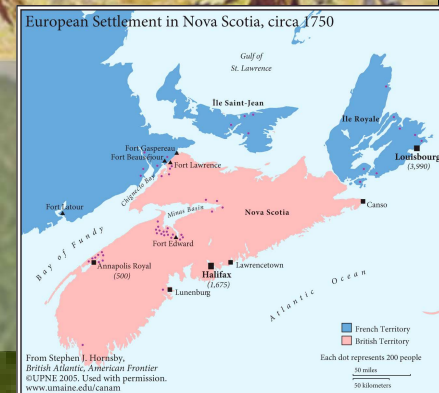 European Settlement in Nova Scotia, circa 1750
Gulf of
St. Lawrence
Île Saint-Jean
Île Royale
Louisbourg
(3,990)
Fort Gaspereau
Fort Beauséjour
Fort Lawrence
Chignecto Bay
Fort Latour
Minas Basin
Nova Scotia
Canso
Bay of Fundy
Fort Edward
Annapolis Royal
(500)
Halifax
(1,675)
Lawrencetown
Lunenburg
Atlantic Ocean
French Territory
British Territory
Each dot represents 200 people
50 miles
50 kilometers
From Stephen J. Hornsby,
British Atlantic, American Frontier
©UPNE 2005. Used with permission.
www.umaine.edu/canam